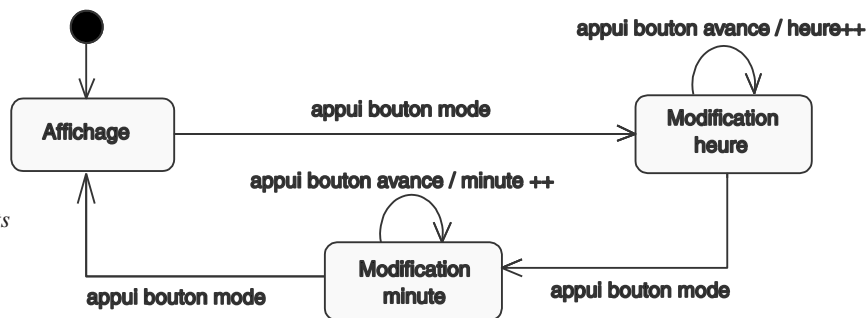 appui bouton avance / heure++
appui bouton mode
Affichage
Modification
heure
appui bouton avance / minute ++
Modification
minute
appui bouton mode
appui bouton mode